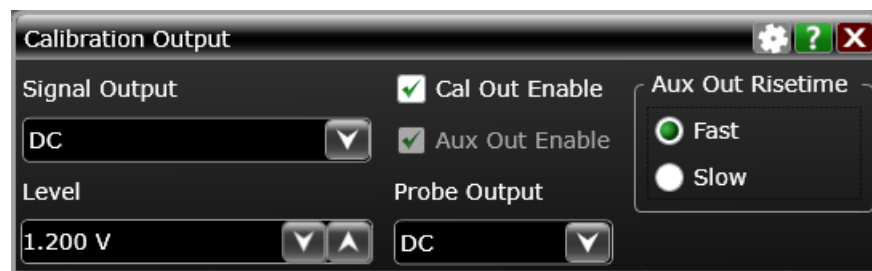 Calibration Output
?
X
Signal Output
DC
Level
1.200 V
Cal Out Enable
Aux Out Enable
Probe Output
DC
Aux Out Risetime
Fast
Slow